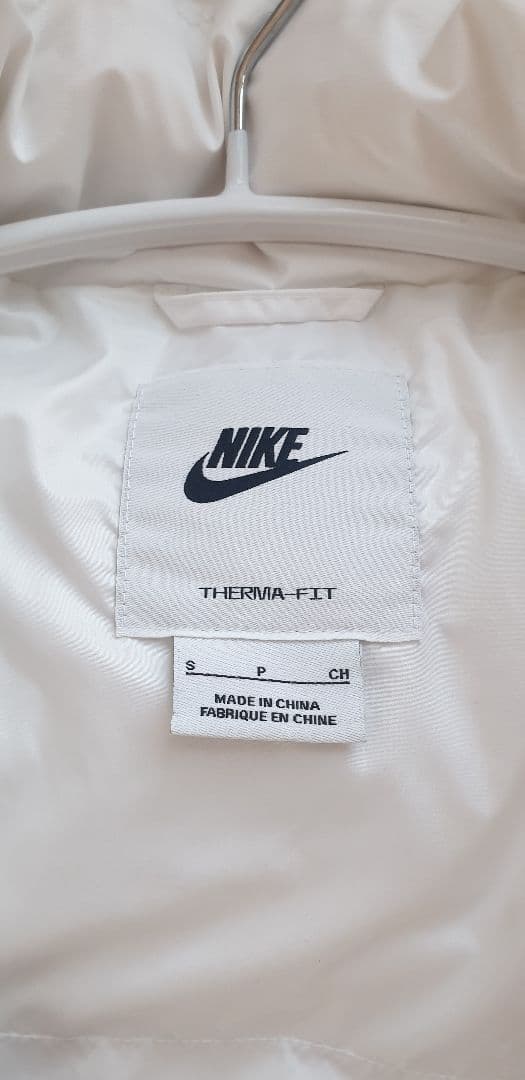 NIKE
THERMA-FIT
S P CH
MADE IN CHINA
FABRIQUE EN CHINE